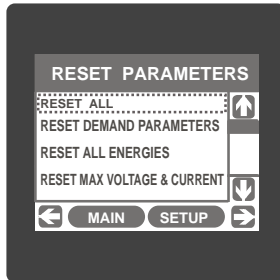 RESET PARAMETERS
RESET ALL
RESET DEMAND PARAMETERS
RESET ALL ENERGIES
RESET MAX VOLTAGE & CURRENT
MAIN SETUP